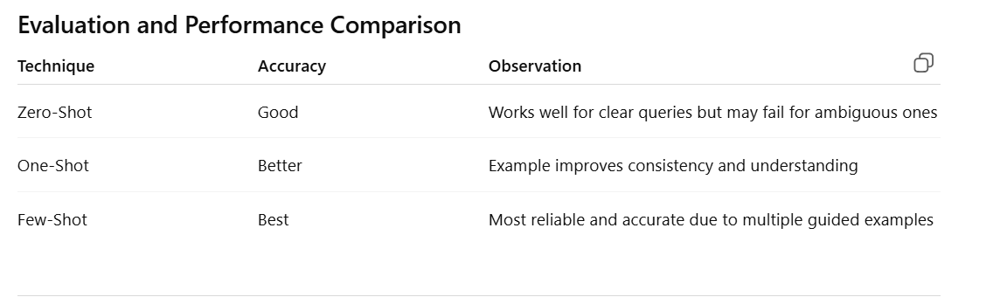 Evaluation and Performance Comparison
Technique Accuracy Observation
Zero-Shot Good Works well for clear queries but may fail for ambiguous ones
One-Shot Better Example improves consistency and understanding
Few-Shot Best Most reliable and accurate due to multiple guided examples